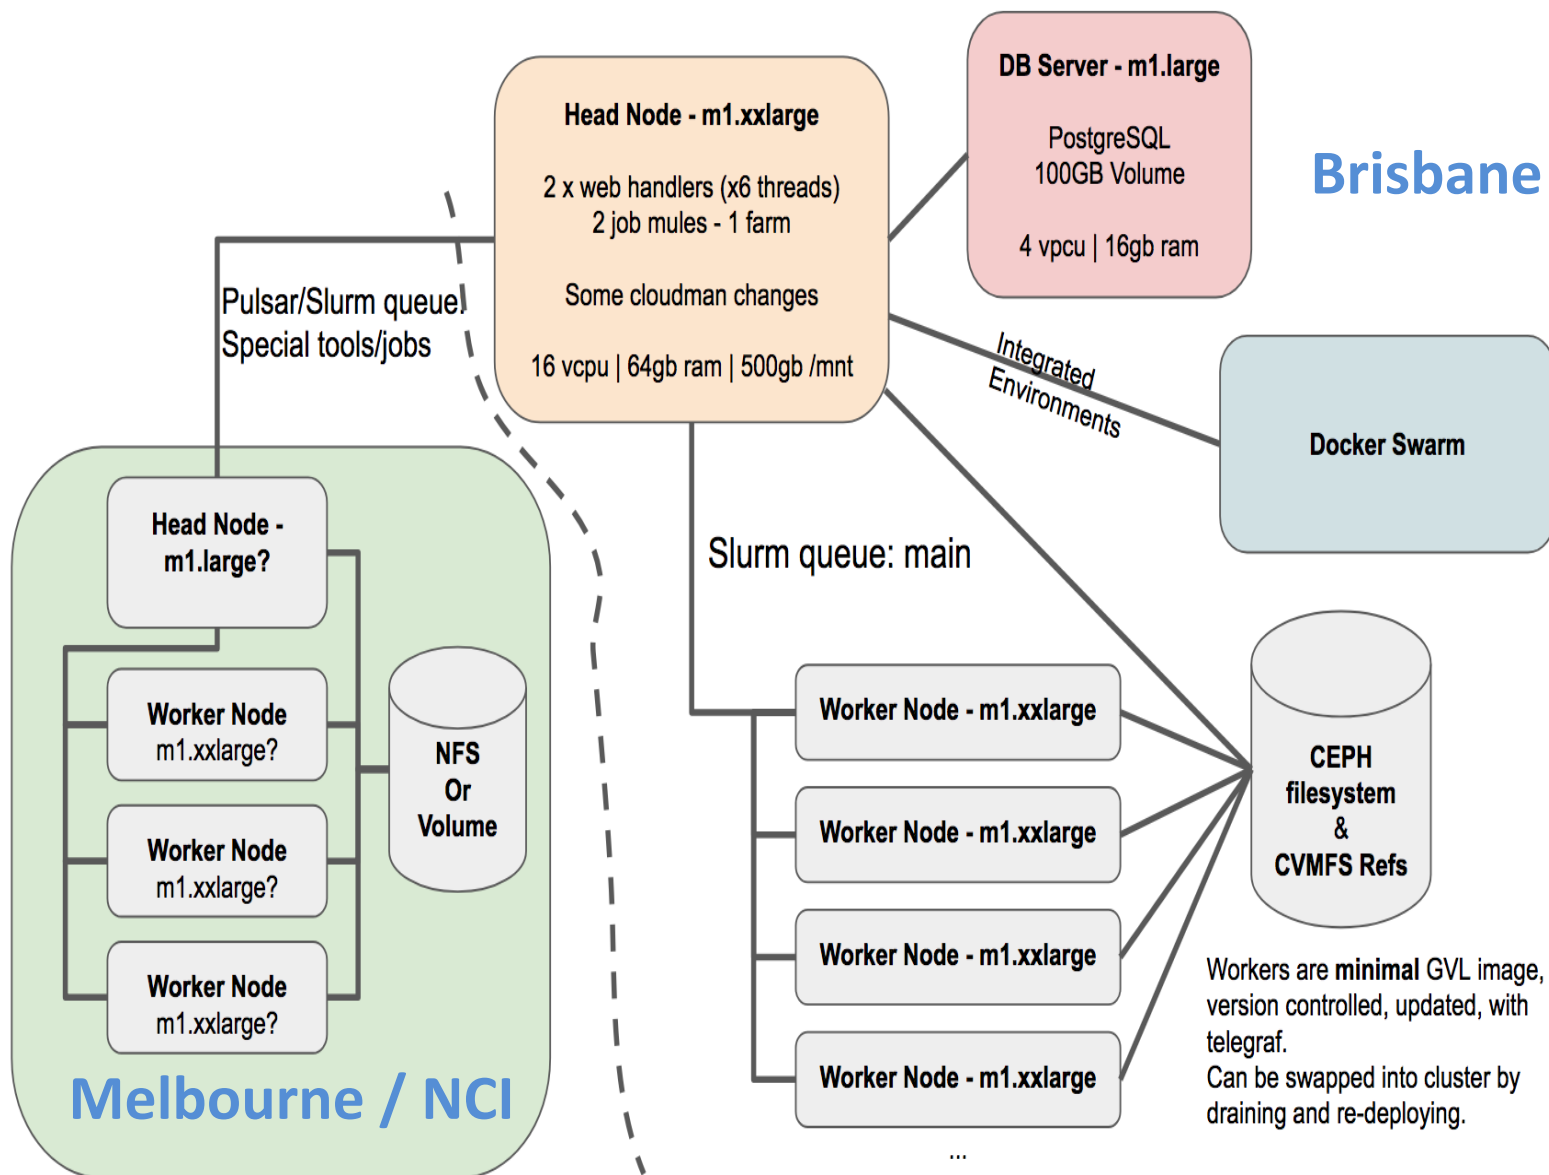 Head Node - m1.xxlarge
2 x web handlers (x6 threads)
2 job mules - 1 farm
Some cloudman changes
16 vcpu | 64gb ram | 500gb /mnt
DB Server - m1.large
PostgreSQL
100GB Volume
4 vpcu | 16gb ram
Brisbane
Pulsar/Slurm queue:
Special tools/jobs
Integrated
Environments
Docker Swarm
Head Node -
m1.large?
Worker Node
m1.xxlarge?
Worker Node
m1.xxlarge?
Worker Node
m1.xxlarge?
NFS
Or
Volume
Melbourne / NCI
Slurm queue: main
Worker Node - m1.xxlarge
Worker Node - m1.xxlarge
Worker Node - m1.xxlarge
Worker Node - m1.xxlarge
...
CEPH
filesystem
&
CVMFS Refs
Workers are minimal GVL image,
version controlled, updated, with
telegraf.
Can be swapped into cluster by
draining and re-deploying.